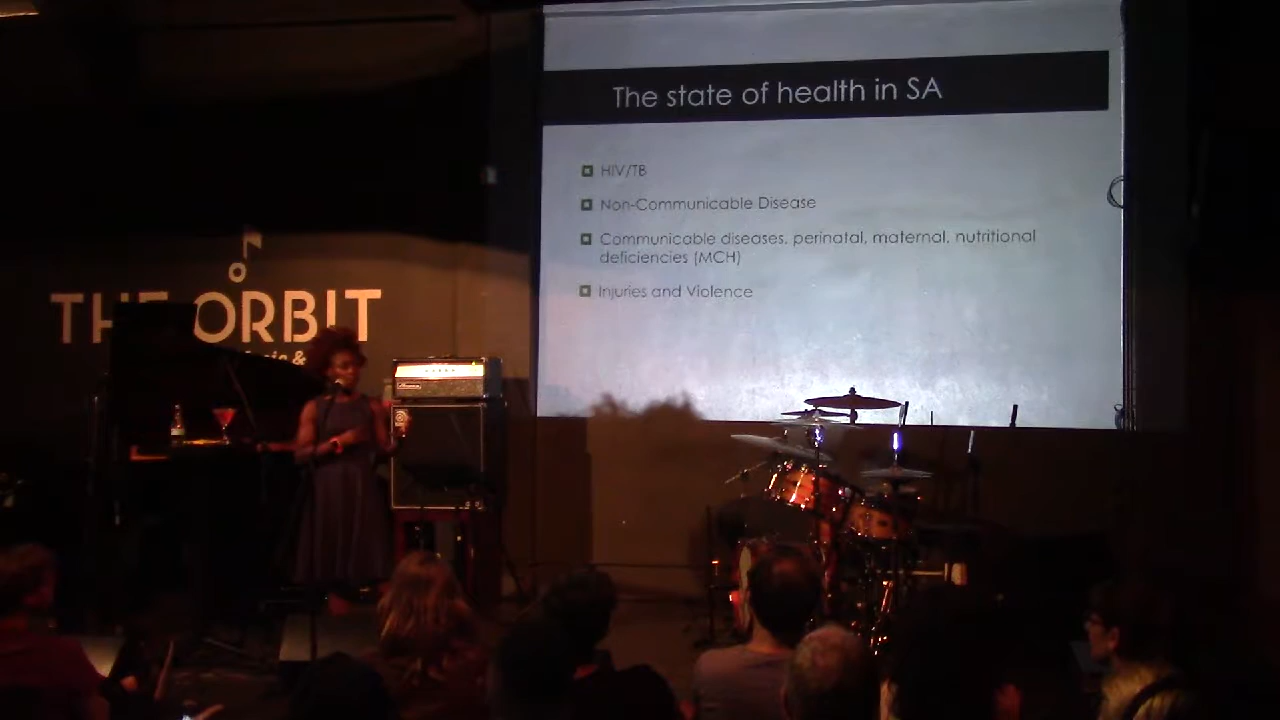 The state of health in SA
HIV/TB
Non-Communicable Disease
Communicable diseases, perinatal, maternal, nutritional
deficiencies (MCH)
Injuries and Violence
THE ORBIT
&